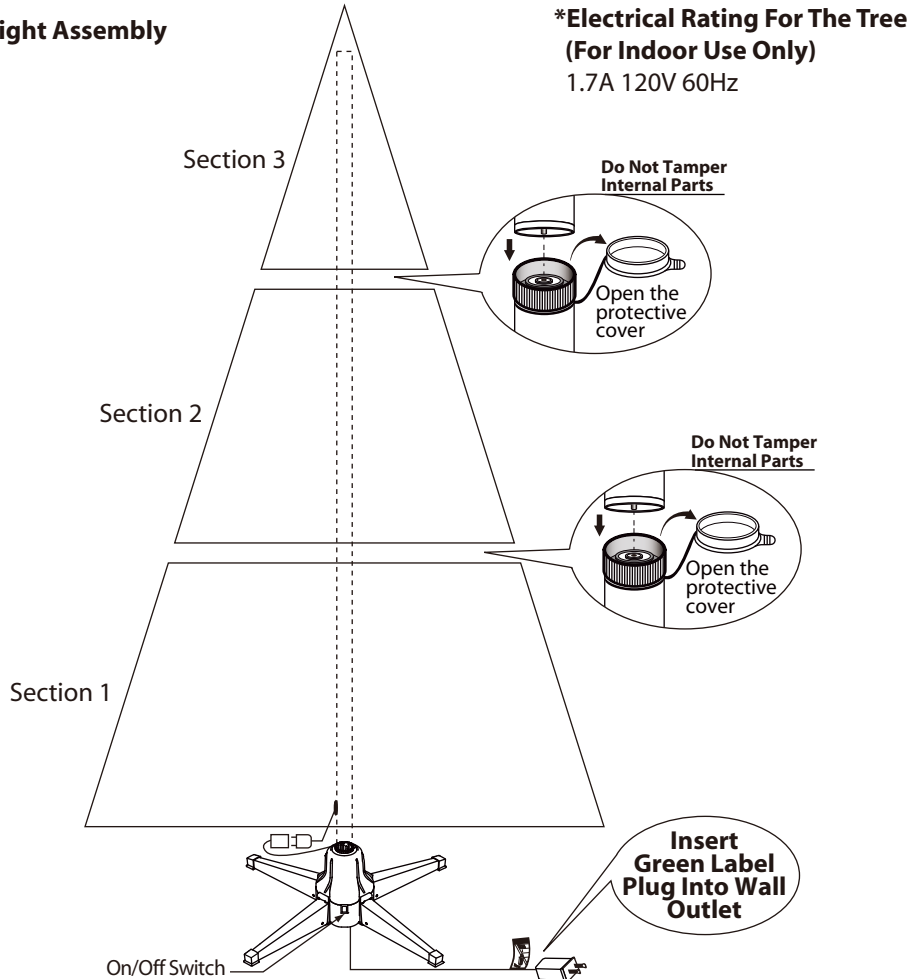 ight Assembly
*Electrical Rating For The Tree
(For Indoor Use Only)
1.7A 120V 60Hz
Section 3
Do Not Tamper
Internal Parts
Open the
protective
cover
Section 2
Do Not Tamper
Internal Parts
Open the
protective
cover
Section 1
Insert
Green Label
Plug Into Wall
Outlet
On/Off Switch